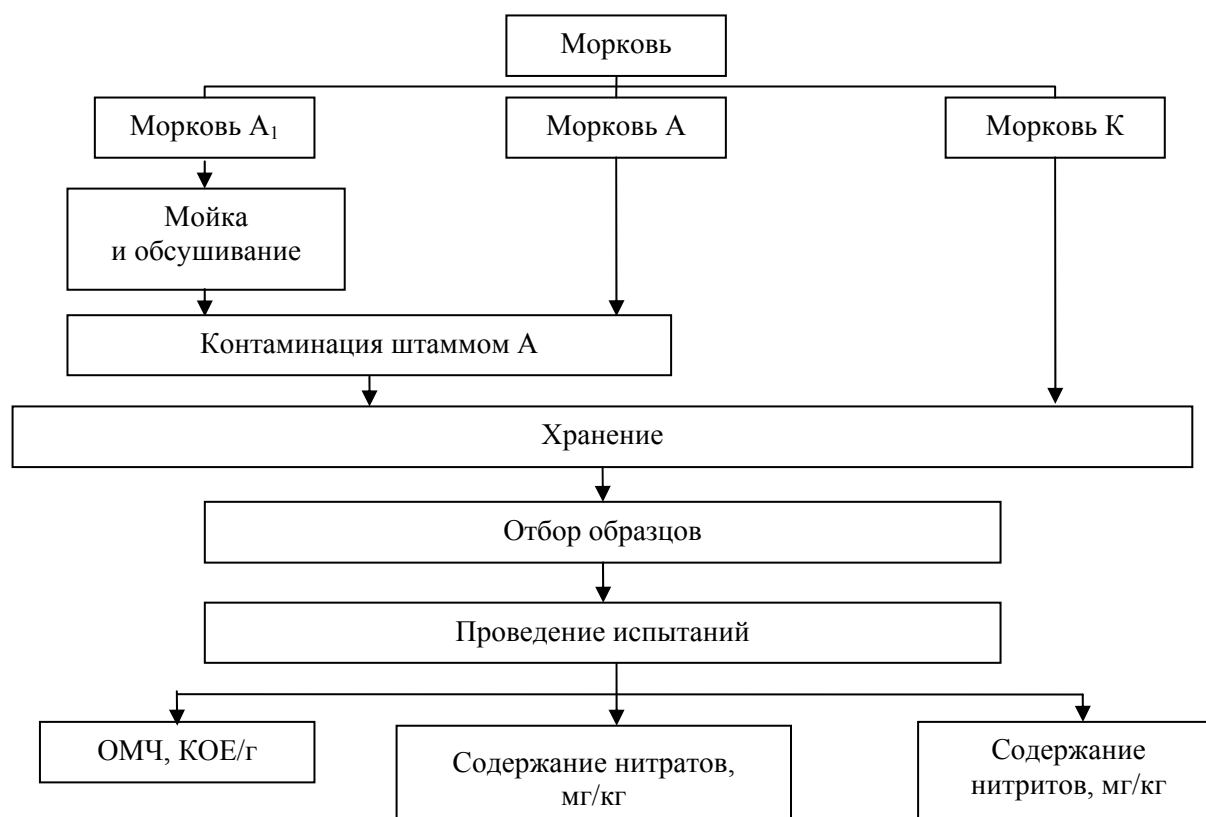 Морковь
Морковь А₁
Морковь А
Морковь К
Мойка
и обсушивание
Контаминация штаммом А
Хранение
Отбор образцов
Проведение испытаний
ОМЧ, КОЕ/г
Содержание нитратов,
мг/кг
Содержание
нитритов, мг/кг